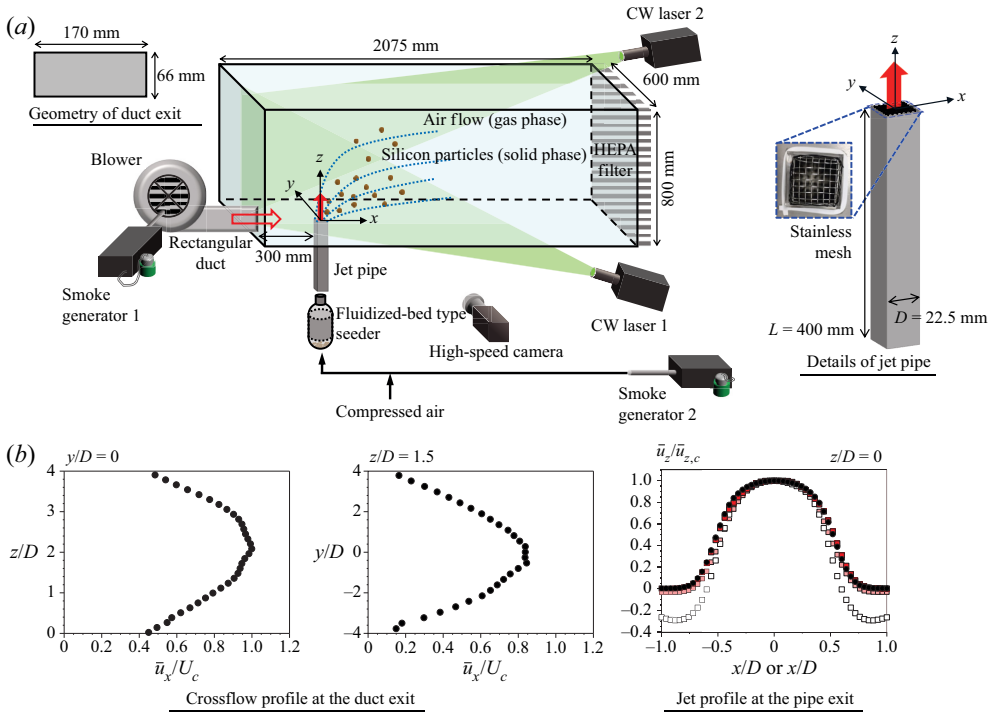 (a)
170 mm
66 mm
Geometry of duct exit
CW laser 2
2075 mm
600 mm
Air flow (gas phase)
Silicon particles (solid phase)
HEPA
filter
800 mm
z
y
x
Blower
Rectangular
duct
300 mm
Jet pipe
Smoke
generator 1
Fluidized-bed type
seeder
High-speed camera
CW laser 1
Compressed air
Smoke
generator 2
z
y
x
Stainless
mesh
D = 22.5 mm
L = 400 mm
Details of jet pipe
(b)
y/D = 0
4
3
2
1
0
z/D
0 0.2 0.4 0.6 0.8 1.0 1.2
ū_x/U_c
z/D = 1.5
4
2
0
−2
−4
y/D
0 0.2 0.4 0.6 0.8 1.0 1.2
ū_x/U_c
Crossflow profile at the duct exit
ū_z/ū_z,c
z/D = 0
1.0
0.8
0.6
0.4
0.2
0
−0.2
−0.4
−1.0 −0.5 0 0.5 1.0
x/D or x/D
Jet profile at the pipe exit